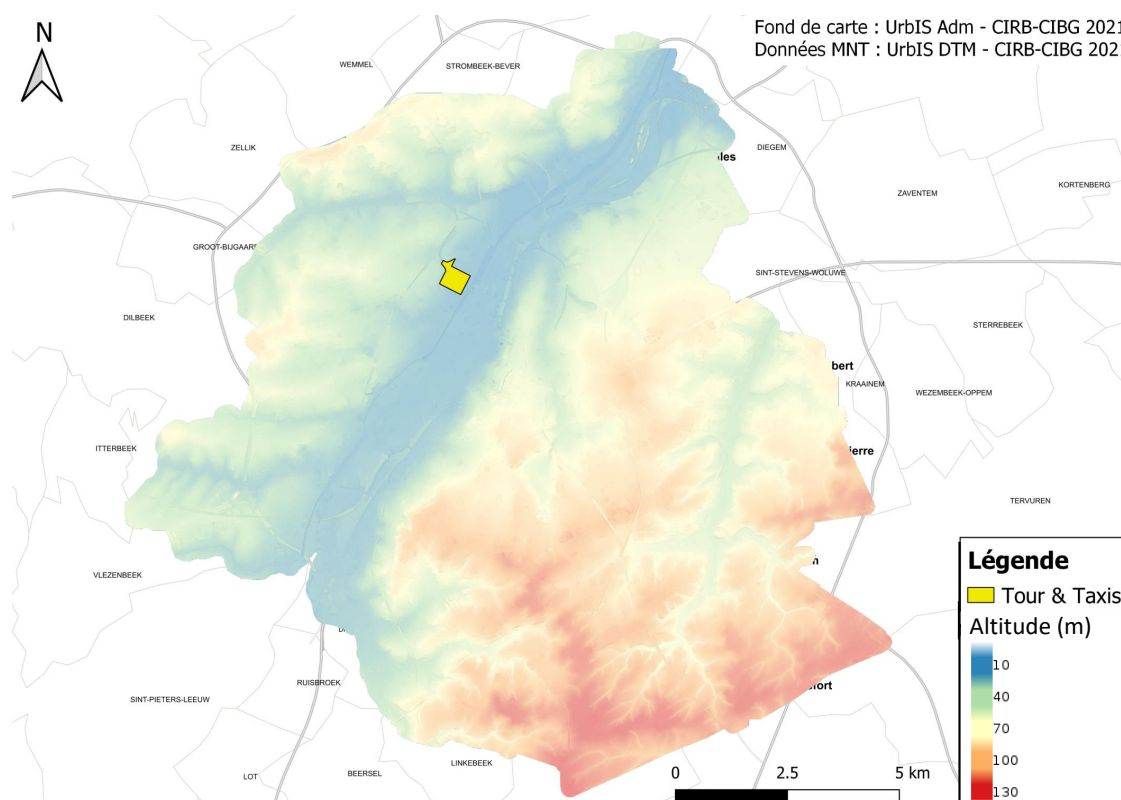 N
Fond de carte : UrbIS Adm - CIRB-CIBG 2021
Données MNT : UrbIS DTM - CIRB-CIBG 202
WEMMEL
STROMBEEK-BEVER
ZELLIK
DIEGEM
les
ZAVENTEM
KORTENBERG
GROOT-BIJGAAR
SINT-STEVENS-WOLUWE
DILBEEK
STERREBEEK
bert
KRAAINEM
WEZEMBEEK-OPPEM
ITTERBEEK
ierre
TERVUREN
VLEZENBEEK
Légende
Tour & Taxis
Altitude (m)
10
40
70
100
130
RUISBROEK
SINT-PIETERS-LEEUW
fort
LINKEBEEK
LOT
BEERSEL
0 2.5 5 km